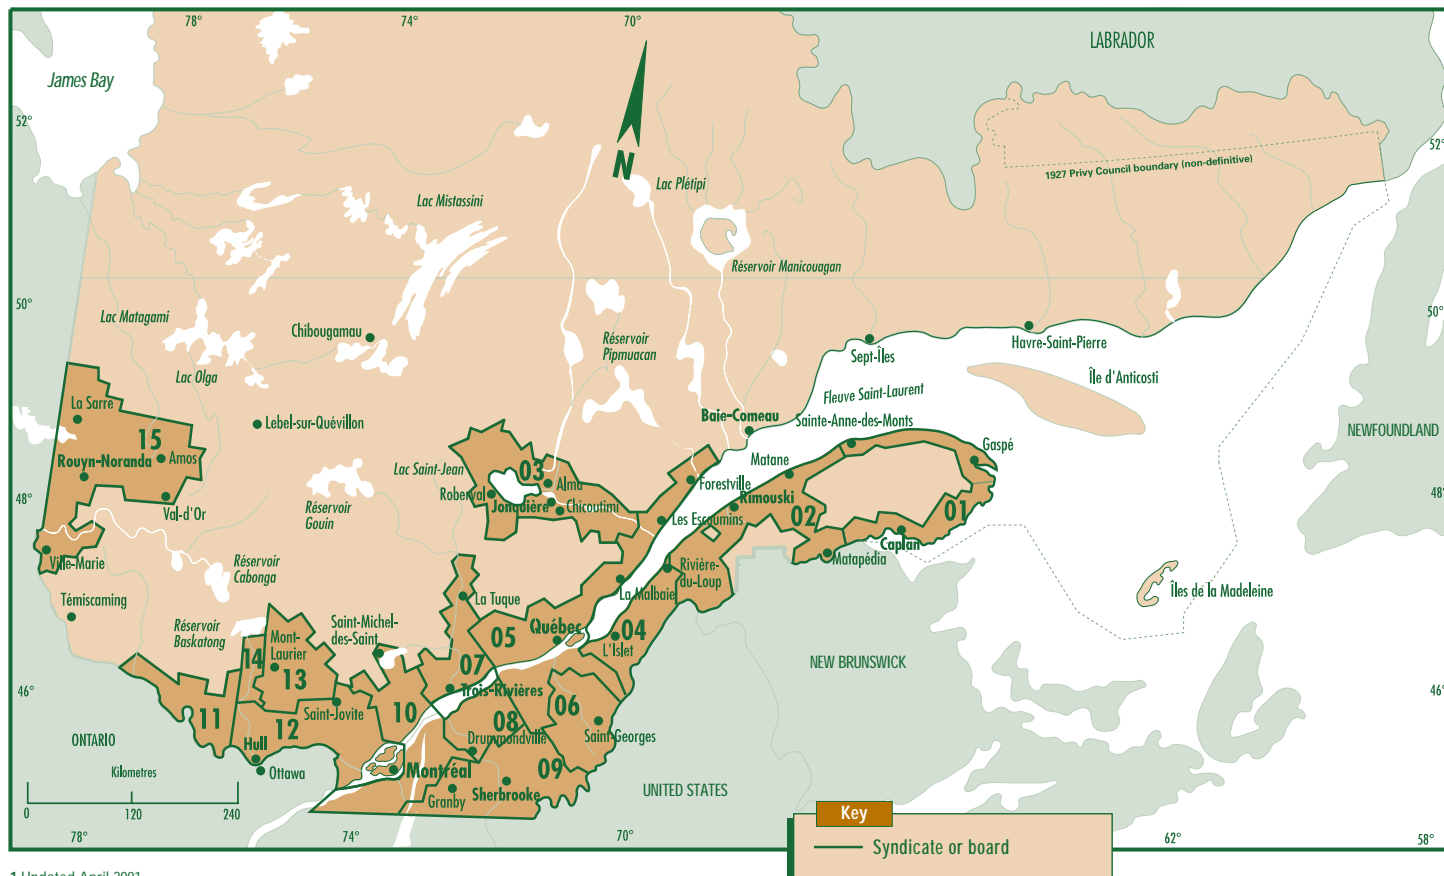 78°
74°
70°
LABRADOR
James Bay
52°
52°
N
1927 Privy Council boundary (non-definitive)
Lac Plétipi
Lac Mistassini
Réservoir Manicouagan
50°
50°
Lac Matagami
Chibougamau
Réservoir
Pipmuacan
Sept-Îles
Havre-Saint-Pierre
Lac Olga
Île d'Anticosti
Fleuve Saint-Laurent
La Sarre
Lebel-sur-Quévillon
Baie-Comeau
Sainte-Anne-des-Monts
NEWFOUNDLAND
15
Rouyn-Noranda
Amos
Gaspé
Matane
Lac Saint-Jean
03
Alma
Roberval
Forestville
48°
48°
Val-d'Or
Réservoir
Gouin
Jonquière
Chicoutimi
Rimouski
Les Escoumins
02
01
Caplan
Matapédia
Ville-Marie
Réservoir
Cabonga
Rivière-
du-Loup
La Malbaie
Témiscaming
La Tuque
Îles de la Madeleine
Réservoir
Baskatong
Saint-Michel-
des-Saint
05
Québec
04
L'Islet
Mont-
Laurier
14
13
07
Trois-Rivières
NEW BRUNSWICK
46°
46°
11
12
Saint-Jovite
10
08
06
Drummondville
Saint-Georges
ONTARIO
Hull
Ottawa
Kilometres
Montréal
09
Granby
Sherbrooke
UNITED STATES
0
120
240
78°
74°
70°
62°
58°
Key
Syndicate or board